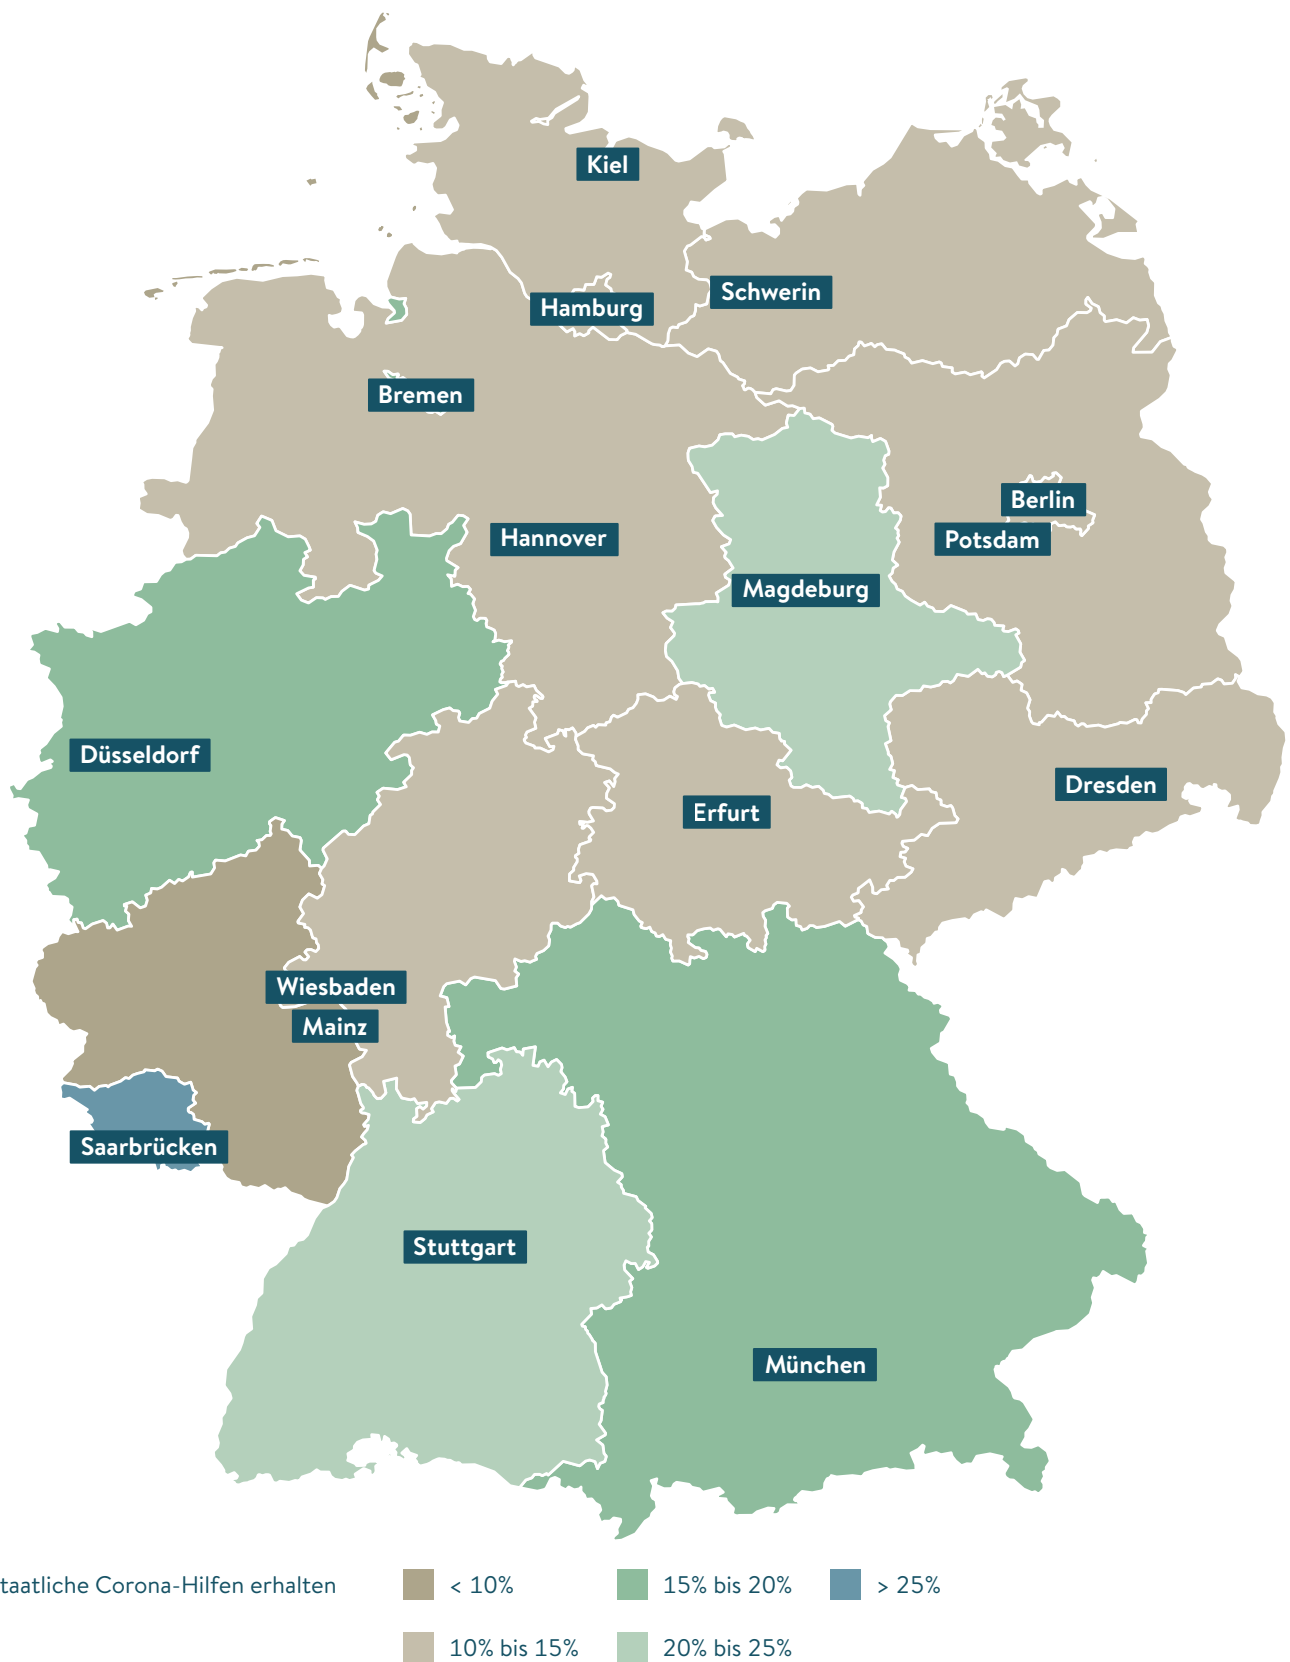 Kiel
Schwerin
Hamburg
Bremen
Berlin
Hannover
Potsdam
Magdeburg
Düsseldorf
Dresden
Erfurt
Wiesbaden
Mainz
Saarbrücken
Stuttgart
München
taatliche Corona-Hilfen erhalten
< 10%
15% bis 20%
> 25%
10% bis 15%
20% bis 25%